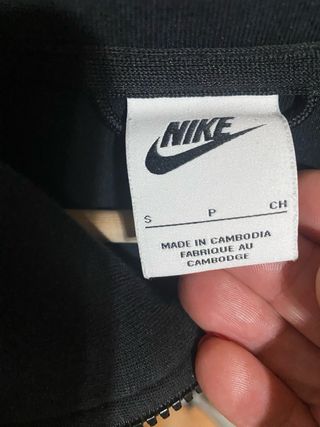 NIKE
S P CH
MADE IN CAMBODIA
FABRIQUE AU
CAMBODGE